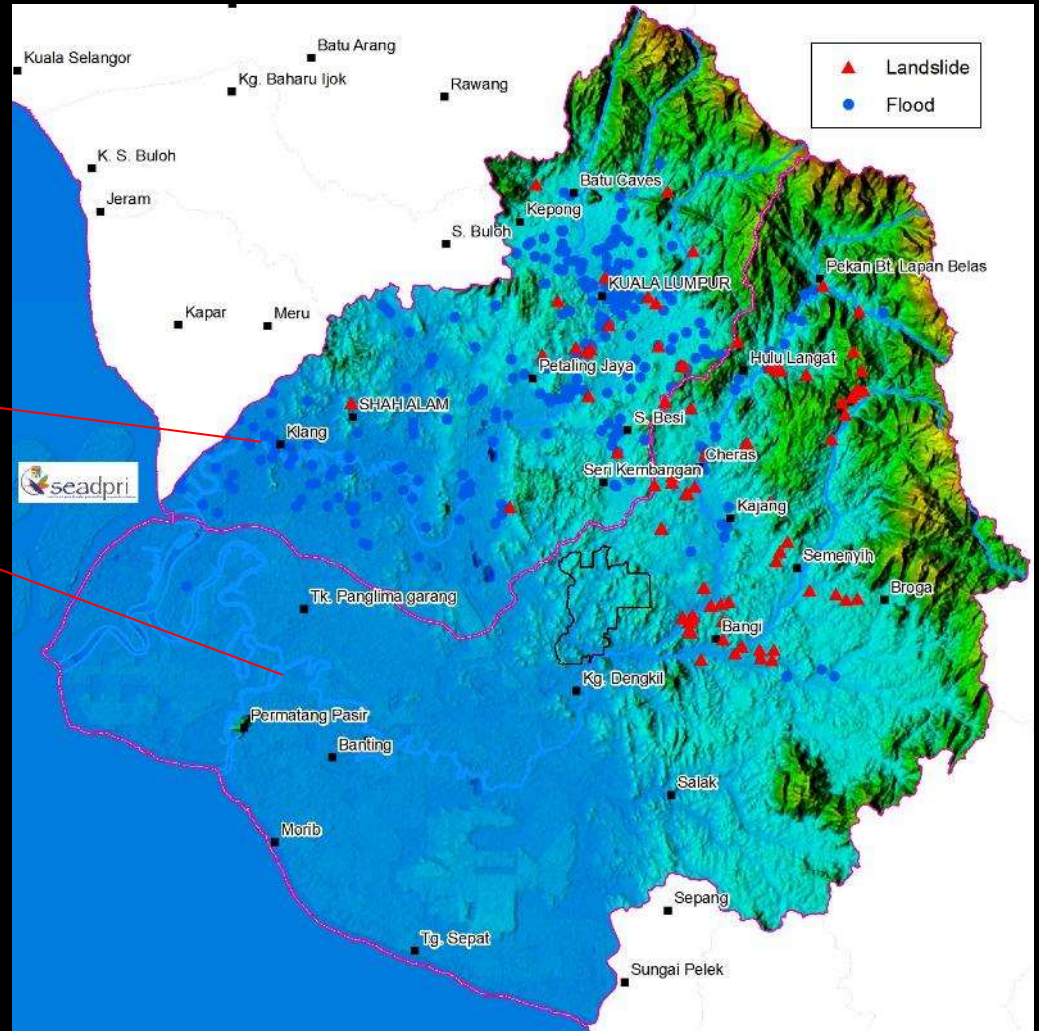 Batu Arang
Kuala Selangor
Kg. Baharu Ijok
Rawang
Landslide
Flood
K. S. Buloh
Jeram
Batu Caves
Kepong
S. Buloh
Pekan Bt. Lapan Belas
KUALA LUMPUR
Kapar
Meru
Hulu Langat
Petaling Jaya
SHAH ALAM
S. Besi
Klang
Cheras
Seri Kembangan
seadpri
Kajang
Semenyih
Broga
Tk. Panglima garang
Bangi
Kg. Dengkil
Permatang Pasir
Banting
Salak
Morib
Sepang
Tg. Sepat
Sungai Pelek